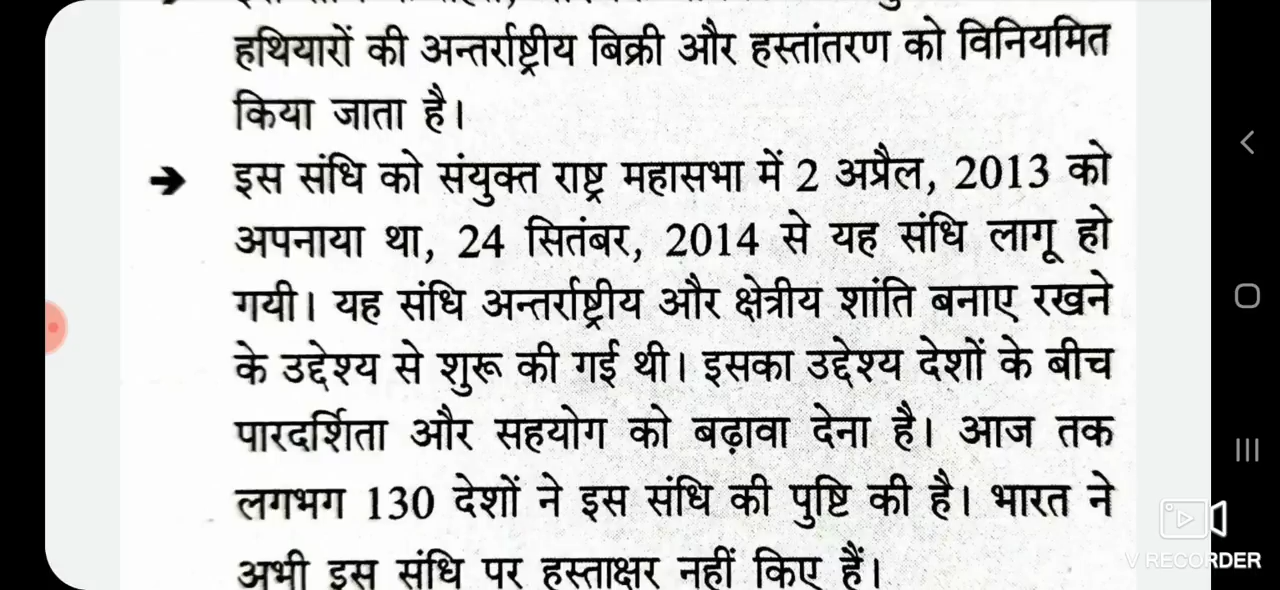 हथियारों की अन्तर्राष्ट्रीय बिक्री और हस्तांतरण को विनियमित
किया जाता है।
→ इस संधि को संयुक्त राष्ट्र महासभा में 2 अप्रैल, 2013 को
अपनाया था, 24 सितंबर, 2014 से यह संधि लागू हो
गयी। यह संधि अन्तर्राष्ट्रीय और क्षेत्रीय शांति बनाए रखने
के उद्देश्य से शुरू की गई थी। इसका उद्देश्य देशों के बीच
पारदर्शिता और सहयोग को बढ़ावा देना है। आज तक
लगभग 130 देशों ने इस संधि की पुष्टि की है। भारत ने
अभी इस संधि पर हस्ताक्षर नहीं किए हैं।
V RECORDER